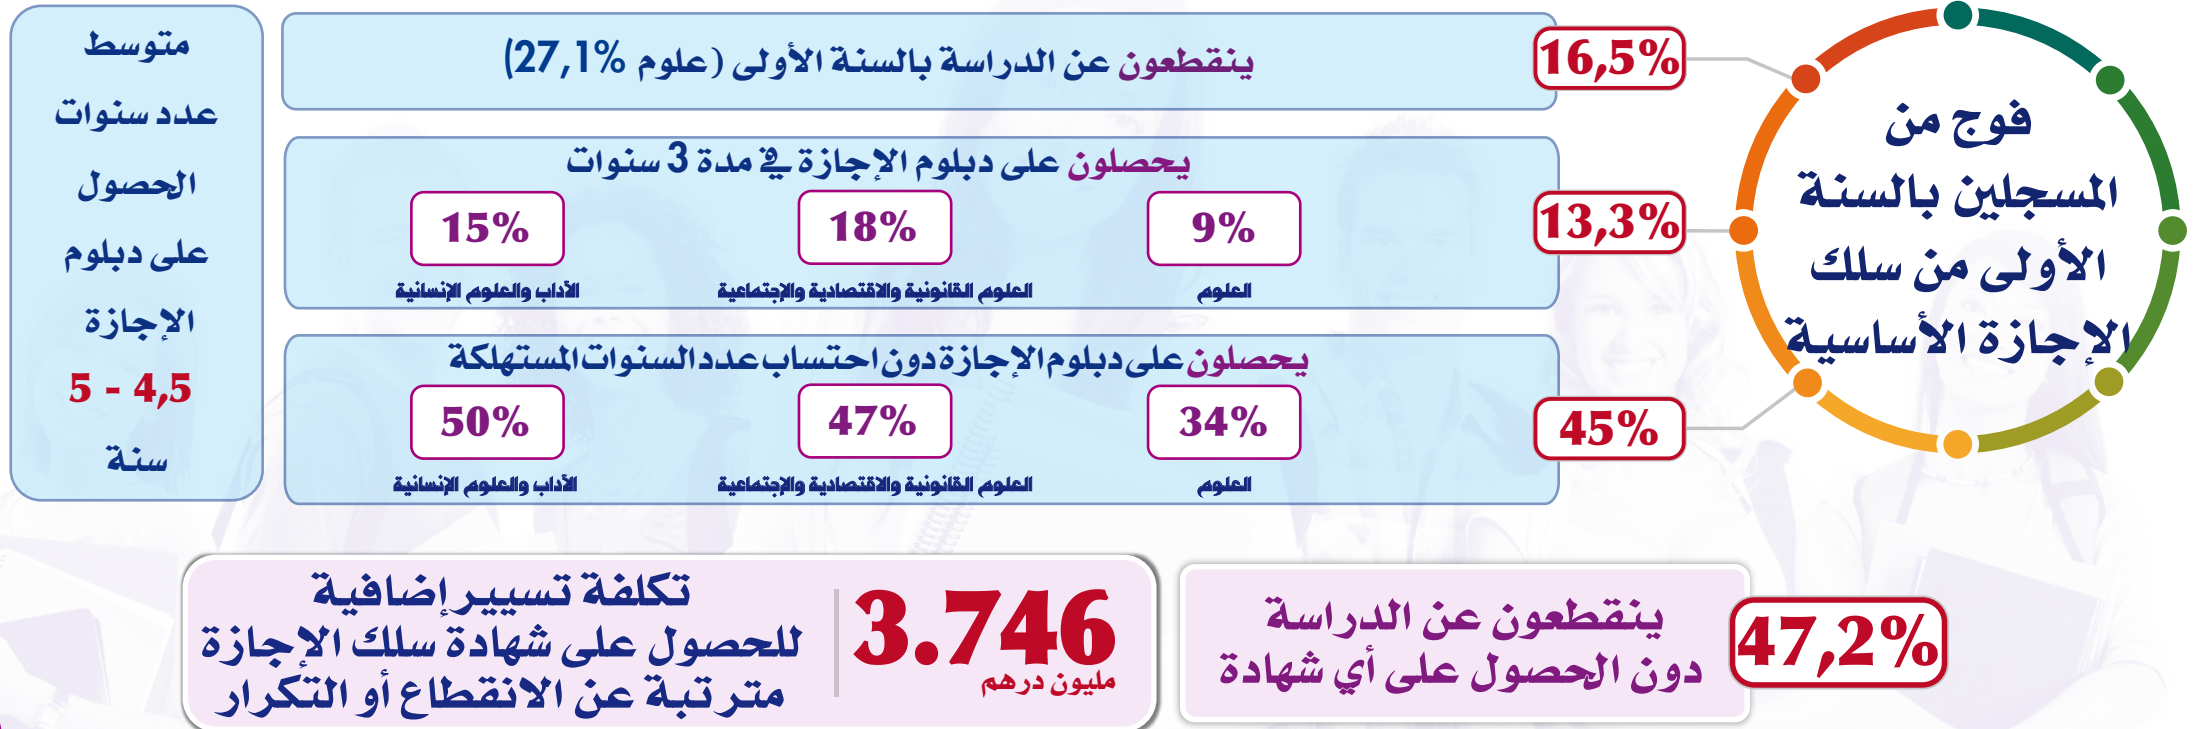 فوج من
المسجلين بالسنة
الأولى من سلك
الإجازة الأساسية
16,5%
ينقطعون عن الدراسة بالسنة الأولى (علوم 27,1%)
13,3%
يحصلون على دبلوم الإجازة في مدة 3 سنوات
9%
18%
15%
العلوم
العلوم القانونية والاقتصادية والإجتماعية
الآداب والعلوم الإنسانية
45%
يحصلون على دبلوم الإجازة دون احتساب عدد السنوات المستهلكة
34%
47%
50%
العلوم
العلوم القانونية والاقتصادية والإجتماعية
الآداب والعلوم الإنسانية
متوسط
عدد سنوات
الحصول
على دبلوم
الإجازة
4,5 - 5
سنة
47,2%
ينقطعون عن الدراسة
دون الحصول على أي شهادة
3.746
مليون درهم
تكلفة تسيير إضافية
للحصول على شهادة سلك الإجازة
مترتبة عن الانقطاع أو التكرار